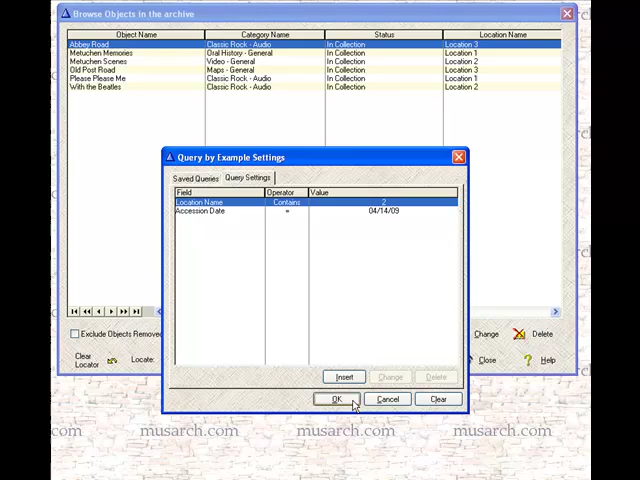 Browse Objects in the archive
Object Name Category Name Status Location Name
Abbey Road Classic Rock - Audio In Collection Location 3
Metuchen Memories Oral History - General In Collection Location 1
Metuchen Scenes Video - General In Collection Location 2
Old Post Road Maps - General In Collection Location 3
Please Please Me Classic Rock - Audio In Collection Location 1
With the Beatles Classic Rock - Audio In Collection Location 2
Query by Example Settings
Saved Queries Query Settings
Field Operator Value
Location Name Contains 2
Accession Date = 04/14/09
Exclude Objects Removed Change Delete
Clear Locator Locate: Close Help
Insert Change Delete
OK Cancel Clear
.com musarch.com musarch.com musa